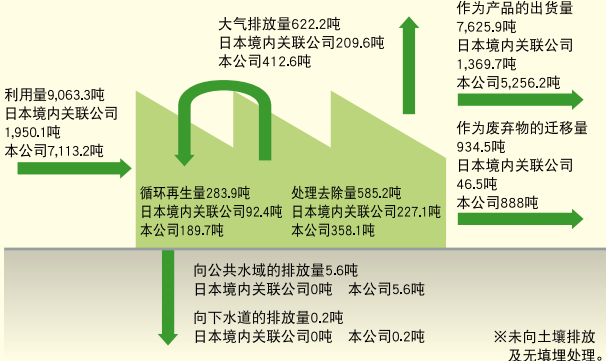 大气排放量622.2吨
日本境内关联公司209.6吨
本公司412.6吨
作为产品的出货量
7,625.9吨
日本境内关联公司
1,369.7吨
本公司5,256.2吨
利用量9,063.3吨
日本境内关联公司
1,950.1吨
本公司7,113.2吨
作为废弃物的迁移量
934.5吨
日本境内关联公司
46.5吨
本公司888吨
循环再生量283.9吨
日本境内关联公司92.4吨
本公司189.7吨
处理去除量585.2吨
日本境内关联公司227.1吨
本公司358.1吨
向公共水域的排放量5.6吨
日本境内关联公司0吨 本公司5.6吨
向下水道的排放量0.2吨
日本境内关联公司0吨 本公司0.2吨
※未向土壤排放
及无填埋处理。